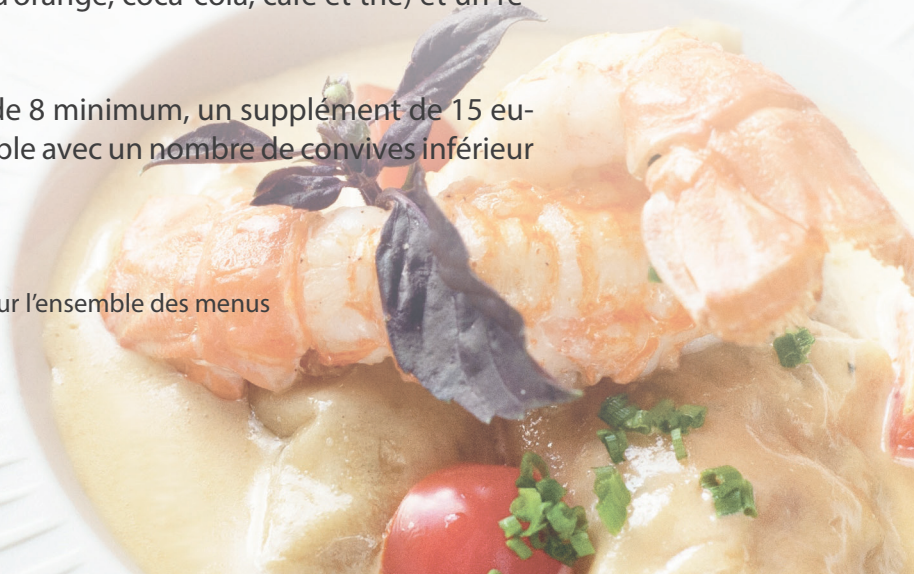 d'orange, coca-cola, café et thé) et un re-
de 8 minimum, un supplément de 15 eu-
ble avec un nombre de convives inférieur
ur l'ensemble des menus